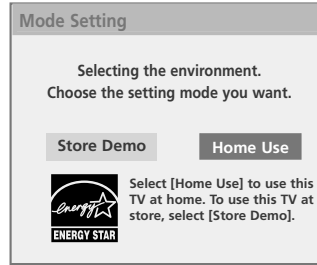 Mode Setting
Selecting the environment.
Choose the setting mode you want.
Store Demo
Home Use
energy
ENERGY STAR
Select [Home Use] to use this
TV at home. To use this TV at
store, select [Store Demo].